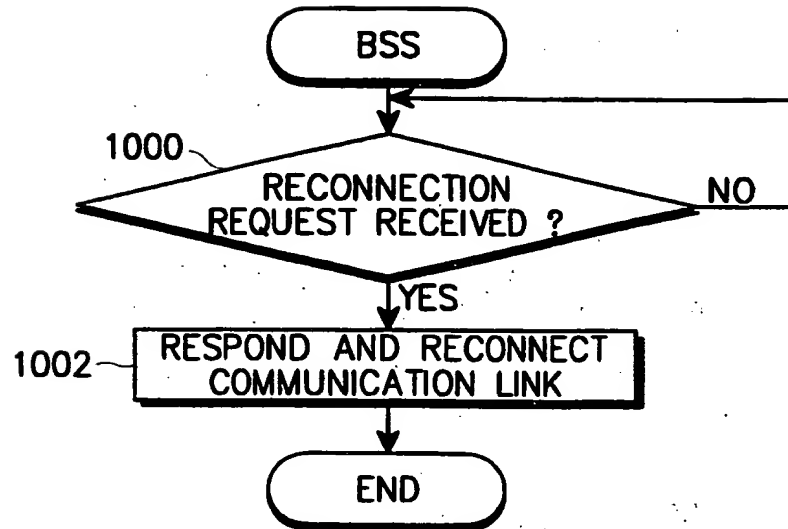 BSS
1000
RECONNECTION
REQUEST RECEIVED ?
NO
YES
1002
RESPOND AND RECONNECT
COMMUNICATION LINK
END